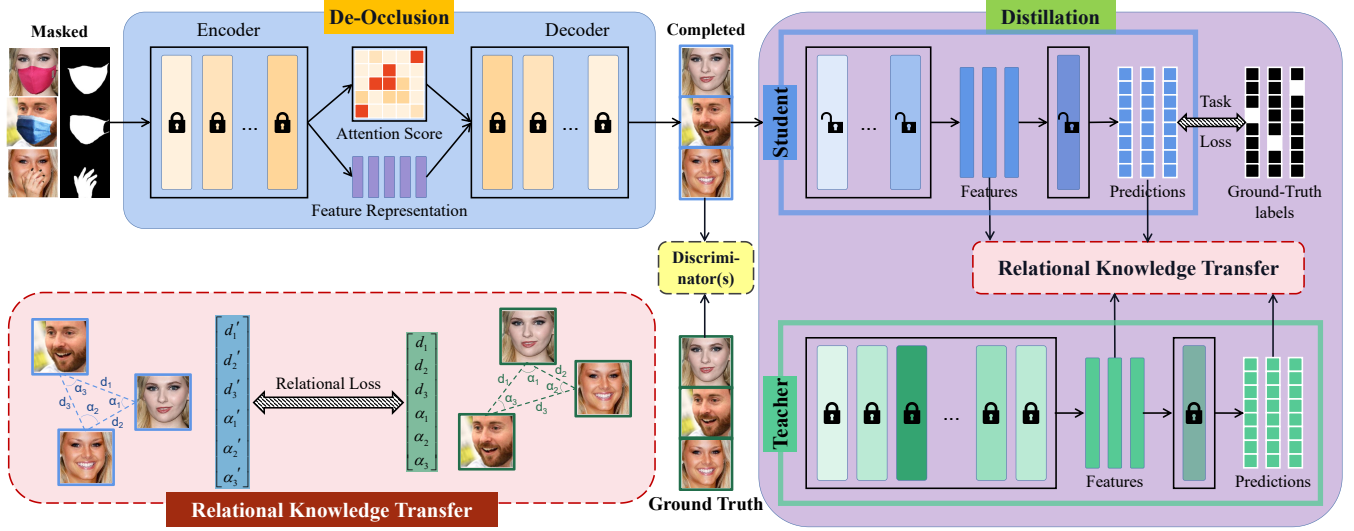 De-Occlusion
Distillation
Masked
Encoder
Decoder
Completed
Attention Score
Feature Representation
...
...
Student
...
Features
...
Predictions
Task
Loss
Ground-Truth
labels
Discrimi-
nator(s)
Relational Knowledge Transfer
d₁
α₃
α₁
d₃
α₂
d₂
d₁′
d₂′
d₃′
α₁′
α₂′
α₃′
Relational Loss
d₁
d₂
d₃
α₁
α₂
α₃
d₁
α₁
d₂
α₂
α₃
d₃
Relational Knowledge Transfer
Ground Truth
Teacher
...
Features
Predictions